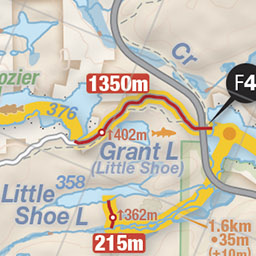 Cr
ozier
1350m
F4
376
↑402m
Grant L
(Little Shoe)
358
Little
Shoe L
↑362m
215m
1.6km
•35m
(±10m)